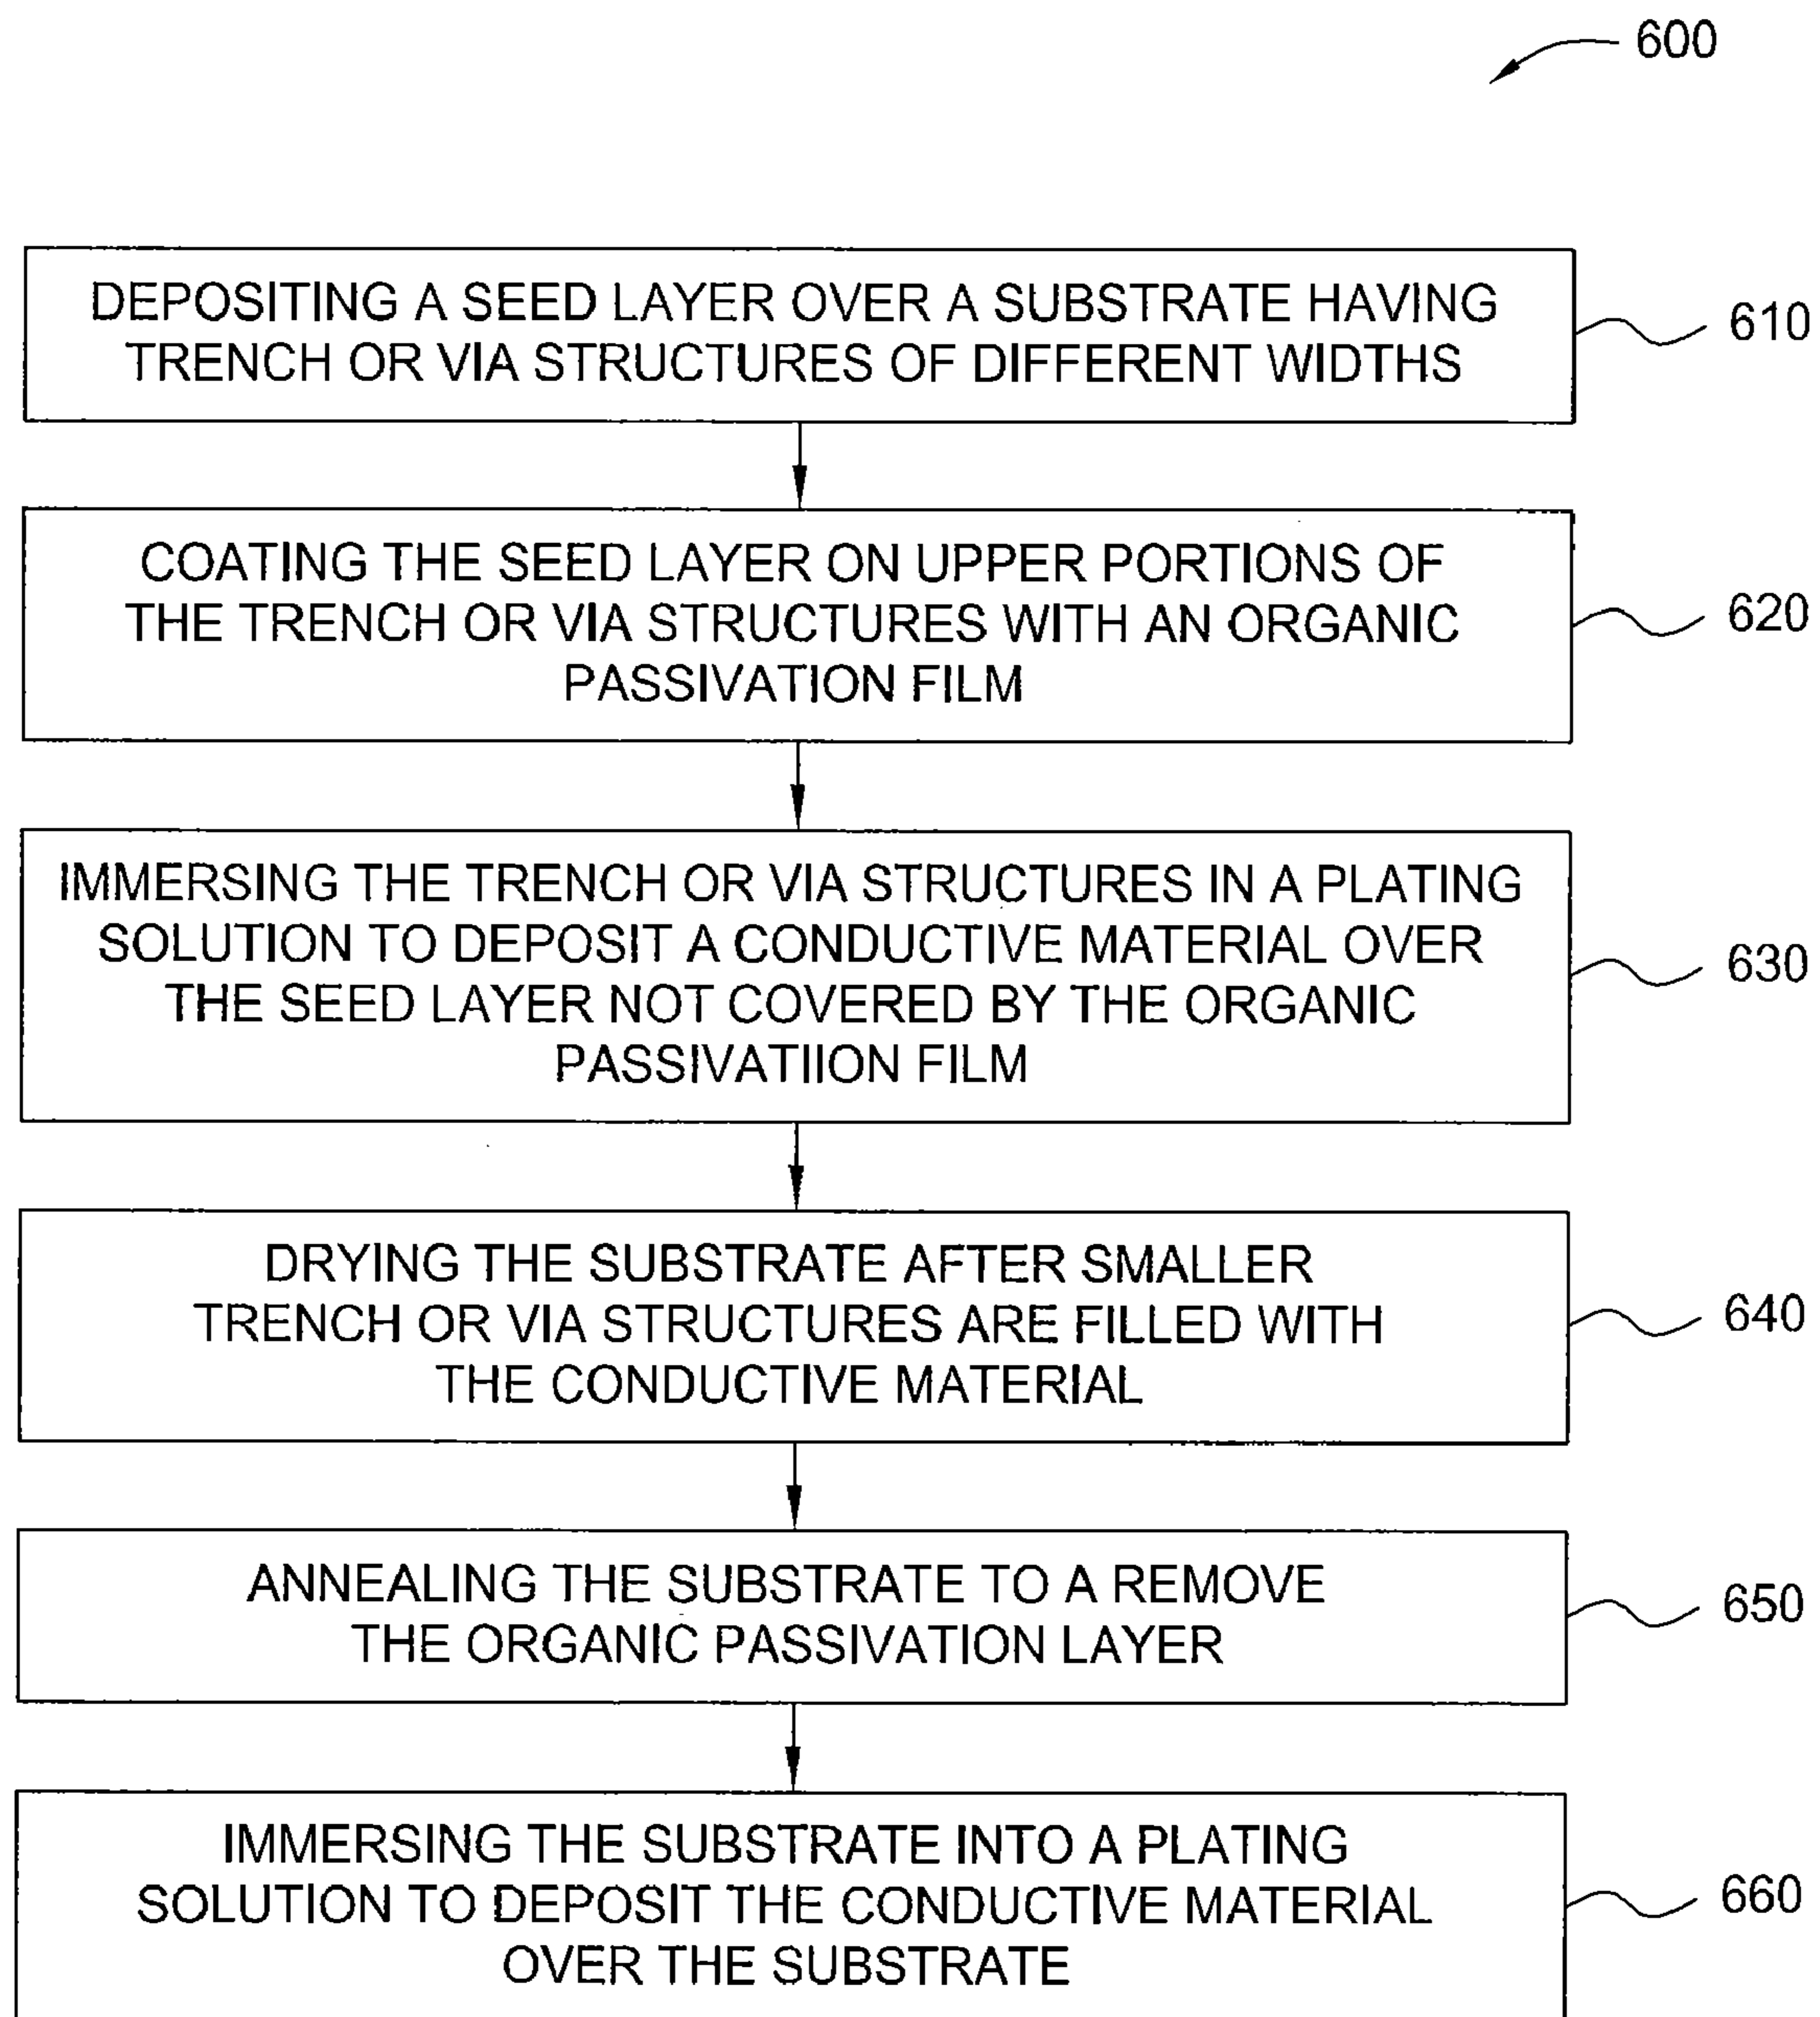 600
DEPOSITING A SEED LAYER OVER A SUBSTRATE HAVING
TRENCH OR VIA STRUCTURES OF DIFFERENT WIDTHS
610
COATING THE SEED LAYER ON UPPER PORTIONS OF
THE TRENCH OR VIA STRUCTURES WITH AN ORGANIC
PASSIVATION FILM
620
IMMERSING THE TRENCH OR VIA STRUCTURES IN A PLATING
SOLUTION TO DEPOSIT A CONDUCTIVE MATERIAL OVER
THE SEED LAYER NOT COVERED BY THE ORGANIC
PASSIVATIION FILM
630
DRYING THE SUBSTRATE AFTER SMALLER
TRENCH OR VIA STRUCTURES ARE FILLED WITH
THE CONDUCTIVE MATERIAL
640
ANNEALING THE SUBSTRATE TO A REMOVE
THE ORGANIC PASSIVATION LAYER
650
IMMERSING THE SUBSTRATE INTO A PLATING
SOLUTION TO DEPOSIT THE CONDUCTIVE MATERIAL
OVER THE SUBSTRATE
660